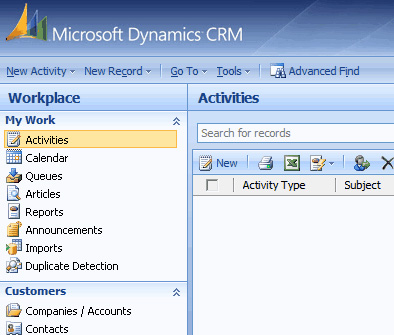 Microsoft Dynamics CRM
New Activity New Record Go To Tools Advanced Find
Workplace
My Work
Activities
Calendar
Queues
Articles
Reports
Announcements
Imports
Duplicate Detection
Customers
Companies / Accounts
Contacts
Activities
Search for records
New
Activity Type Subject